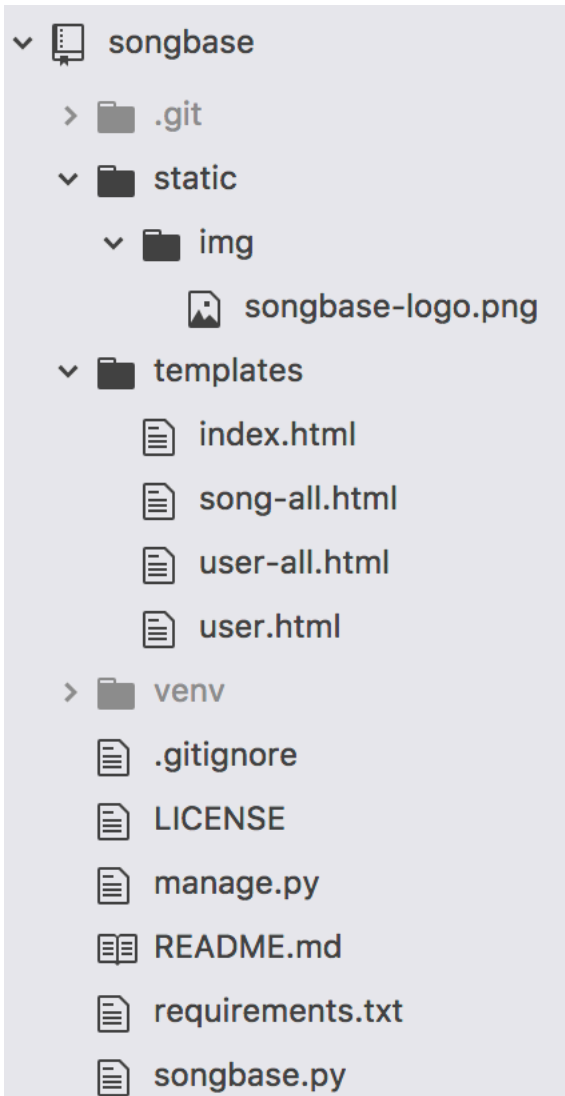 songbase
.git
static
img
songbase-logo.png
templates
index.html
song-all.html
user-all.html
user.html
venv
.gitignore
LICENSE
manage.py
README.md
requirements.txt
songbase.py